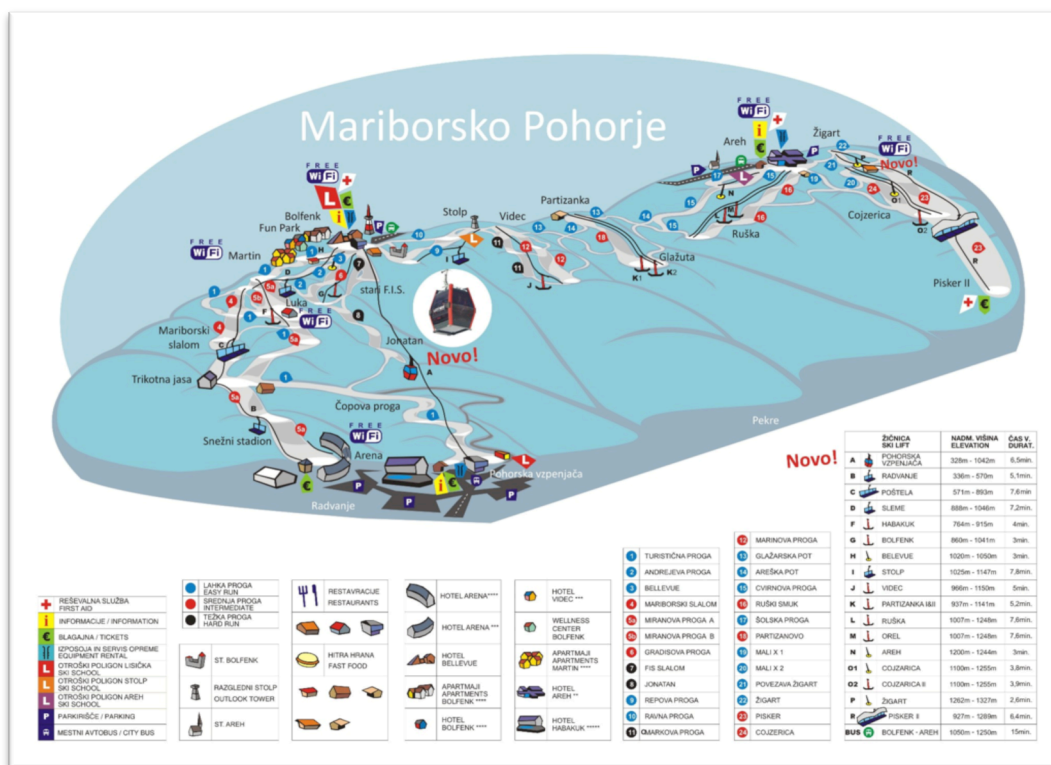 Mariborsko Pohorje
FREE
WiFi
Areh
Žigart
FREE
WiFi
Novo!
Cojzerica
Ruška
Pisker II
FREE
WiFi
Bolfenk
Fun Park
FREE
WiFi
Martin
Stolp
Videc
Partizanka
Glažuta
stari F.I.S.
Luka
FREE
WiFi
Mariborski
slalom
Jonatan
Novo!
Trikotna jasa
Čopova proga
Snežni stadion
FREE
WiFi
Arena
Pohorska vzpenjača
Radvanje
Pekre
Novo!
ŽIČNICA
SKI LIFT
NADM. VIŠINA
ELEVATION
ČAS V.
DURAT.
A POHORSKA VZPENJAČA 328m - 1042m 6,5min.
B RADVANJE 336m - 570m 5,1min.
C POŠTELA 571m - 893m 7,6min
D SLEME 888m - 1046m 7,2min.
F HABAKUK 764m - 915m 4min.
G BOLFENK 860m - 1041m 3min.
H BELEVUE 1020m - 1050m 3min.
I STOLP 1025m - 1147m 7,8min.
J VIDEC 966m - 1150m 5min.
K PARTIZANKA I&II 937m - 1141m 5,2min.
L RUŠKA 1007m - 1248m 7,6min.
M OREL 1007m - 1248m 7,6min.
N AREH 1200m - 1244m 3min.
O1 COJZARICA 1100m - 1255m 3,8min.
O2 COJZARICA II 1100m - 1255m 3,9min.
P ŽIGART 1262m - 1327m 2,6min.
R PISKER II 927m - 1289m 6,4min.
BUS BOLFENK - AREH 1050m - 1250m 15min.
1 TURISTIČNA PROGA
2 ANDREJEVA PROGA
3 BELLEVUE
4 MARIBORSKI SLALOM
5a MIRANOVA PROGA A
5b MIRANOVA PROGA B
6 GRADISOVA PROGA
7 FIS SLALOM
8 JONATAN
9 REPOVA PROGA
10 RAVNA PROGA
11 MARKOVA PROGA
12 MARINOVA PROGA
13 GLAŽARSKA POT
14 AREŠKA POT
15 CVIRNOVA PROGA
16 RUŠKI SMUK
17 ŠOLSKA PROGA
18 PARTIZANOVO
19 MALI X 1
20 MALI X 2
21 POVEZAVA ŽIGART
22 ŽIGART
23 PISKER
24 COJZERICA
REŠEVALNA SLUŽBA
FIRST AID
INFORMACIJE / INFORMATION
BLAGAJNA / TICKETS
IZPOSOJA IN SERVIS OPREME
EQUIPMENT RENTAL
OTROŠKI POLIGON LISIČKA
SKI SCHOOL
OTROŠKI POLIGON STOLP
SKI SCHOOL
OTROŠKI POLIGON AREH
SKI SCHOOL
PARKIRIŠČE / PARKING
MESTNI AVTOBUS / CITY BUS
LAHKA PROGA
EASY RUN
SREDNJA PROGA
INTERMEDIATE
TEŽKA PROGA
HARD RUN
ST. BOLFENK
RAZGLEDNI STOLP
OUTLOOK TOWER
ST. AREH
RESTAVRACIJE
RESTAURANTS
HITRA HRANA
FAST FOOD
HOTEL ARENA****
HOTEL ARENA ***
HOTEL
BELLEVUE
APARTMAJI
APARTMENTS
BOLFENK ****
HOTEL
BOLFENK ****
HOTEL
VIDEC ***
WELLNESS
CENTER
BOLFENK
APARTMAJI
APARTMENTS
MARTIN ****
HOTEL
AREH **
HOTEL
HABAKUK *****